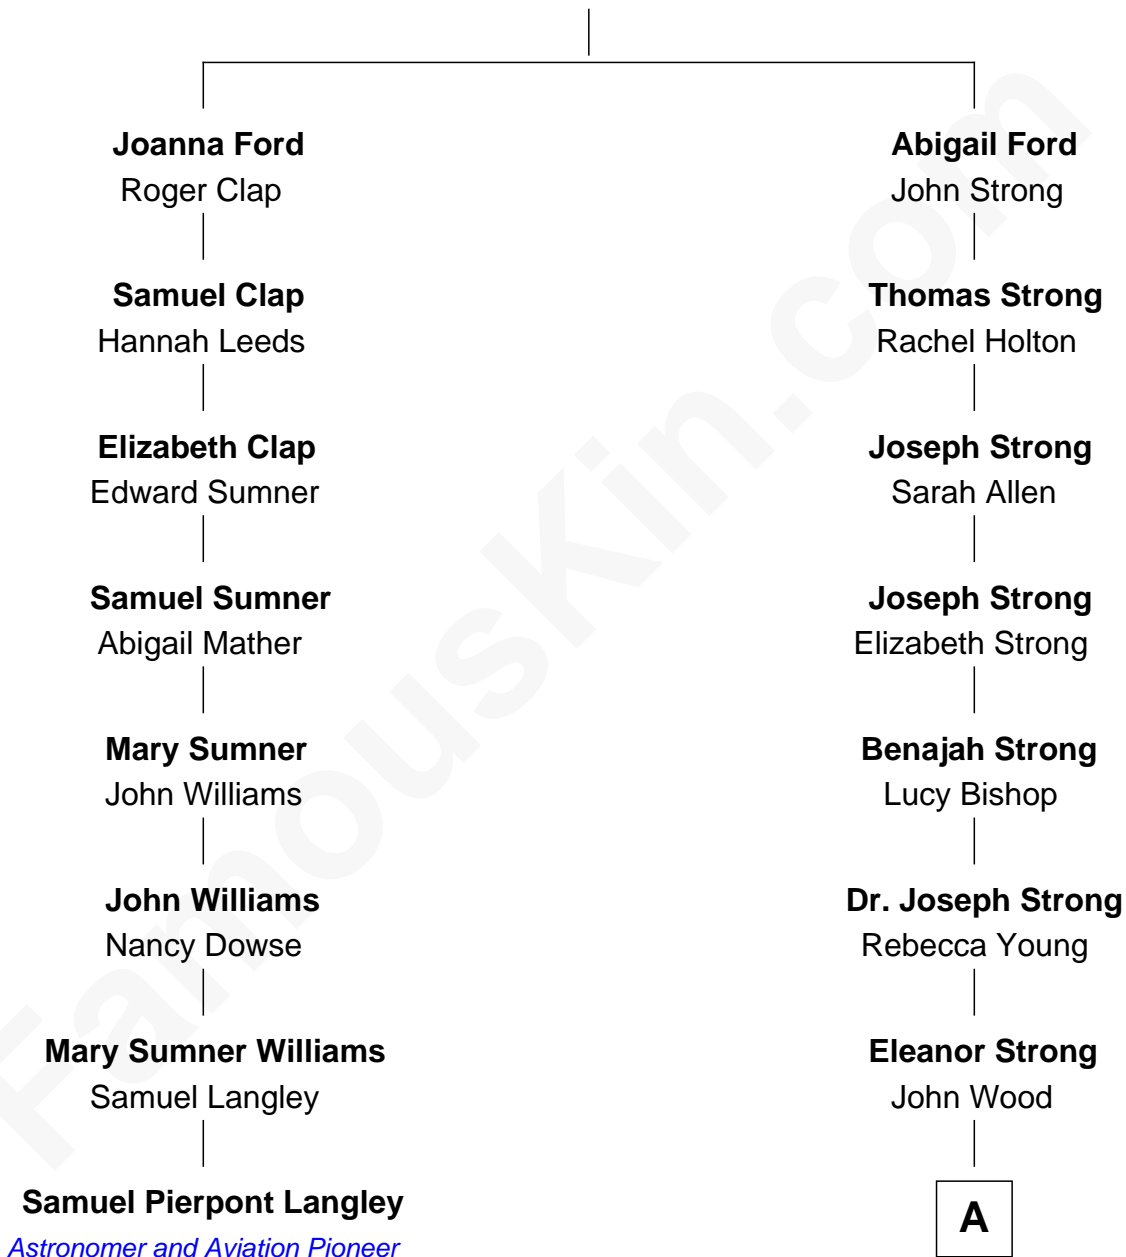 Joanna Ford
Roger Clap
Samuel Clap
Hannah Leeds
Elizabeth Clap
Edward Sumner
Samuel Sumner
Abigail Mather
Mary Sumner
John Williams
John Williams
Nancy Dowse
Mary Sumner Williams
Samuel Langley
Samuel Pierpont Langley
Astronomer and Aviation Pioneer
Abigail Ford
John Strong
Thomas Strong
Rachel Holton
Joseph Strong
Sarah Allen
Joseph Strong
Elizabeth Strong
Benajah Strong
Lucy Bishop
Dr. Joseph Strong
Rebecca Young
Eleanor Strong
John Wood
A
FamousKin.com